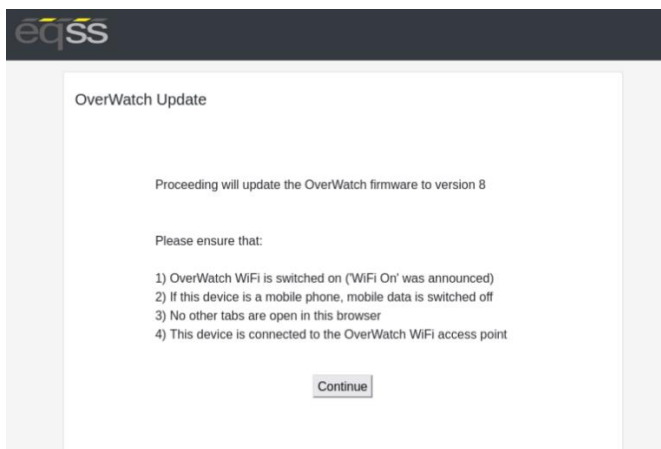 eqss
OverWatch Update
Proceeding will update the OverWatch firmware to version 8
Please ensure that:
1) OverWatch WiFi is switched on ('WiFi On' was announced)
2) If this device is a mobile phone, mobile data is switched off
3) No other tabs are open in this browser
4) This device is connected to the OverWatch WiFi access point
Continue